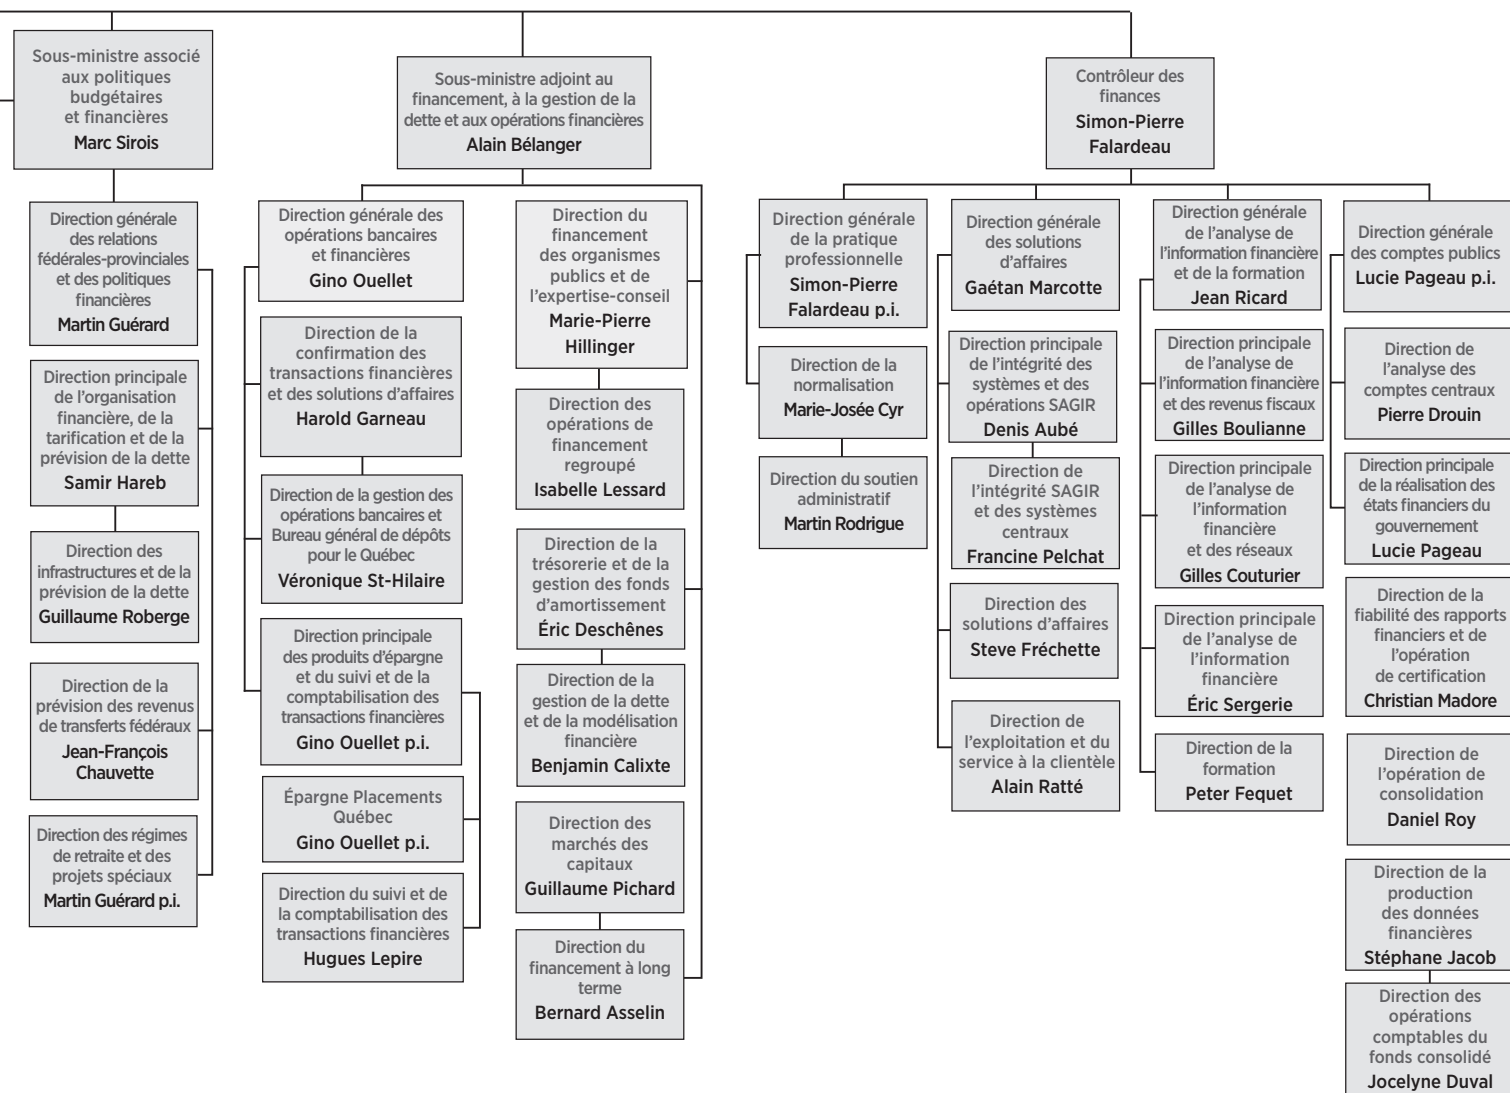 Sous-ministre associé
aux politiques
budgétaires
et financières
Marc Sirois
Sous-ministre adjoint au
financement, à la gestion de la
dette et aux opérations financières
Alain Bélanger
Contrôleur des
finances
Simon-Pierre
Falardeau
Direction générale
des relations
fédérales-provinciales
et des politiques
financières
Martin Guérard
Direction principale
de l'organisation
financière, de la
tarification et de la
prévision de la dette
Samir Hareb
Direction des
infrastructures et de la
prévision de la dette
Guillaume Roberge
Direction de la
prévision des revenus
de transferts fédéraux
Jean-François
Chauvette
Direction des régimes
de retraite et des
projets spéciaux
Martin Guérard p.i.
Direction générale des
opérations bancaires
et financières
Gino Ouellet
Direction de la
confirmation des
transactions financières
et des solutions d'affaires
Harold Garneau
Direction de la gestion des
opérations bancaires et
Bureau général de dépôts
pour le Québec
Véronique St-Hilaire
Direction principale
des produits d'épargne
et du suivi et de la
comptabilisation des
transactions financières
Gino Ouellet p.i.
Épargne Placements
Québec
Gino Ouellet p.i.
Direction du suivi et de
la comptabilisation des
transactions financières
Hugues Lepire
Direction du
financement
des organismes
publics et de
l'expertise-conseil
Marie-Pierre
Hillinger
Direction des
opérations de
financement
regroupé
Isabelle Lessard
Direction de la
trésorerie et de la
gestion des fonds
d'amortissement
Éric Deschênes
Direction de la
gestion de la dette
et de la modélisation
financière
Benjamin Calixte
Direction des
marchés des
capitaux
Guillaume Pichard
Direction du
financement à long
terme
Bernard Asselin
Direction générale
de la pratique
professionnelle
Simon-Pierre
Falardeau p.i.
Direction de la
normalisation
Marie-Josée Cyr
Direction du soutien
administratif
Martin Rodrigue
Direction générale
des solutions
d'affaires
Gaétan Marcotte
Direction principale
de l'intégrité des
systèmes et des
opérations SAGIR
Denis Aubé
Direction de
l'intégrité SAGIR
et des systèmes
centraux
Francine Pelchat
Direction des
solutions d'affaires
Steve Fréchette
Direction de
l'exploitation et du
service à la clientèle
Alain Ratté
Direction générale
de l'analyse de
l'information financière
et de la formation
Jean Ricard
Direction principale
de l'analyse de
l'information financière
et des revenus fiscaux
Gilles Boulianne
Direction principale
de l'analyse de
l'information
financière
et des réseaux
Gilles Couturier
Direction principale
de l'analyse de
l'information
financière
Éric Sergerie
Direction de la
formation
Peter Fequet
Direction générale
des comptes publics
Lucie Pageau p.i.
Direction de
l'analyse des
comptes centraux
Pierre Drouin
Direction principale
de la réalisation des
états financiers du
gouvernement
Lucie Pageau
Direction de la
fiabilité des rapports
financiers et de
l'opération
de certification
Christian Madore
Direction de
l'opération de
consolidation
Daniel Roy
Direction de la
production
des données
financières
Stéphane Jacob
Direction des
opérations
comptables du
fonds consolidé
Jocelyne Duval